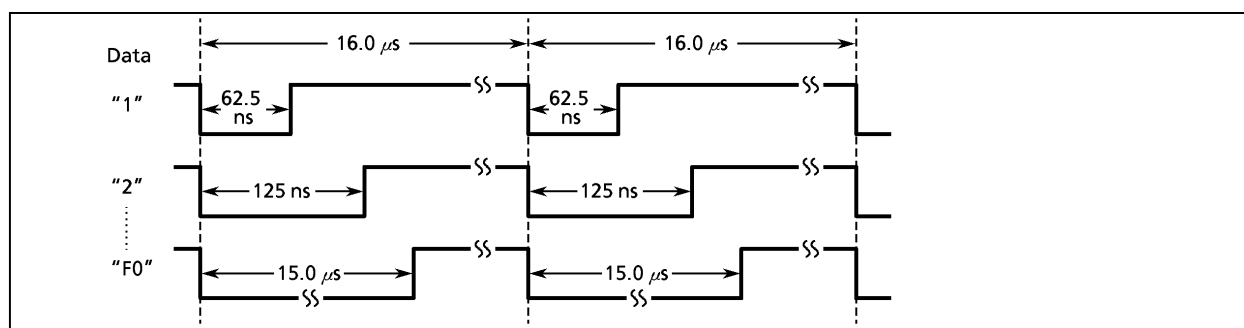 16.0 μs 16.0 μs
Data
“1” 62.5 ns 62.5 ns
“2” 125 ns 125 ns
“F0” 15.0 μs 15.0 μs